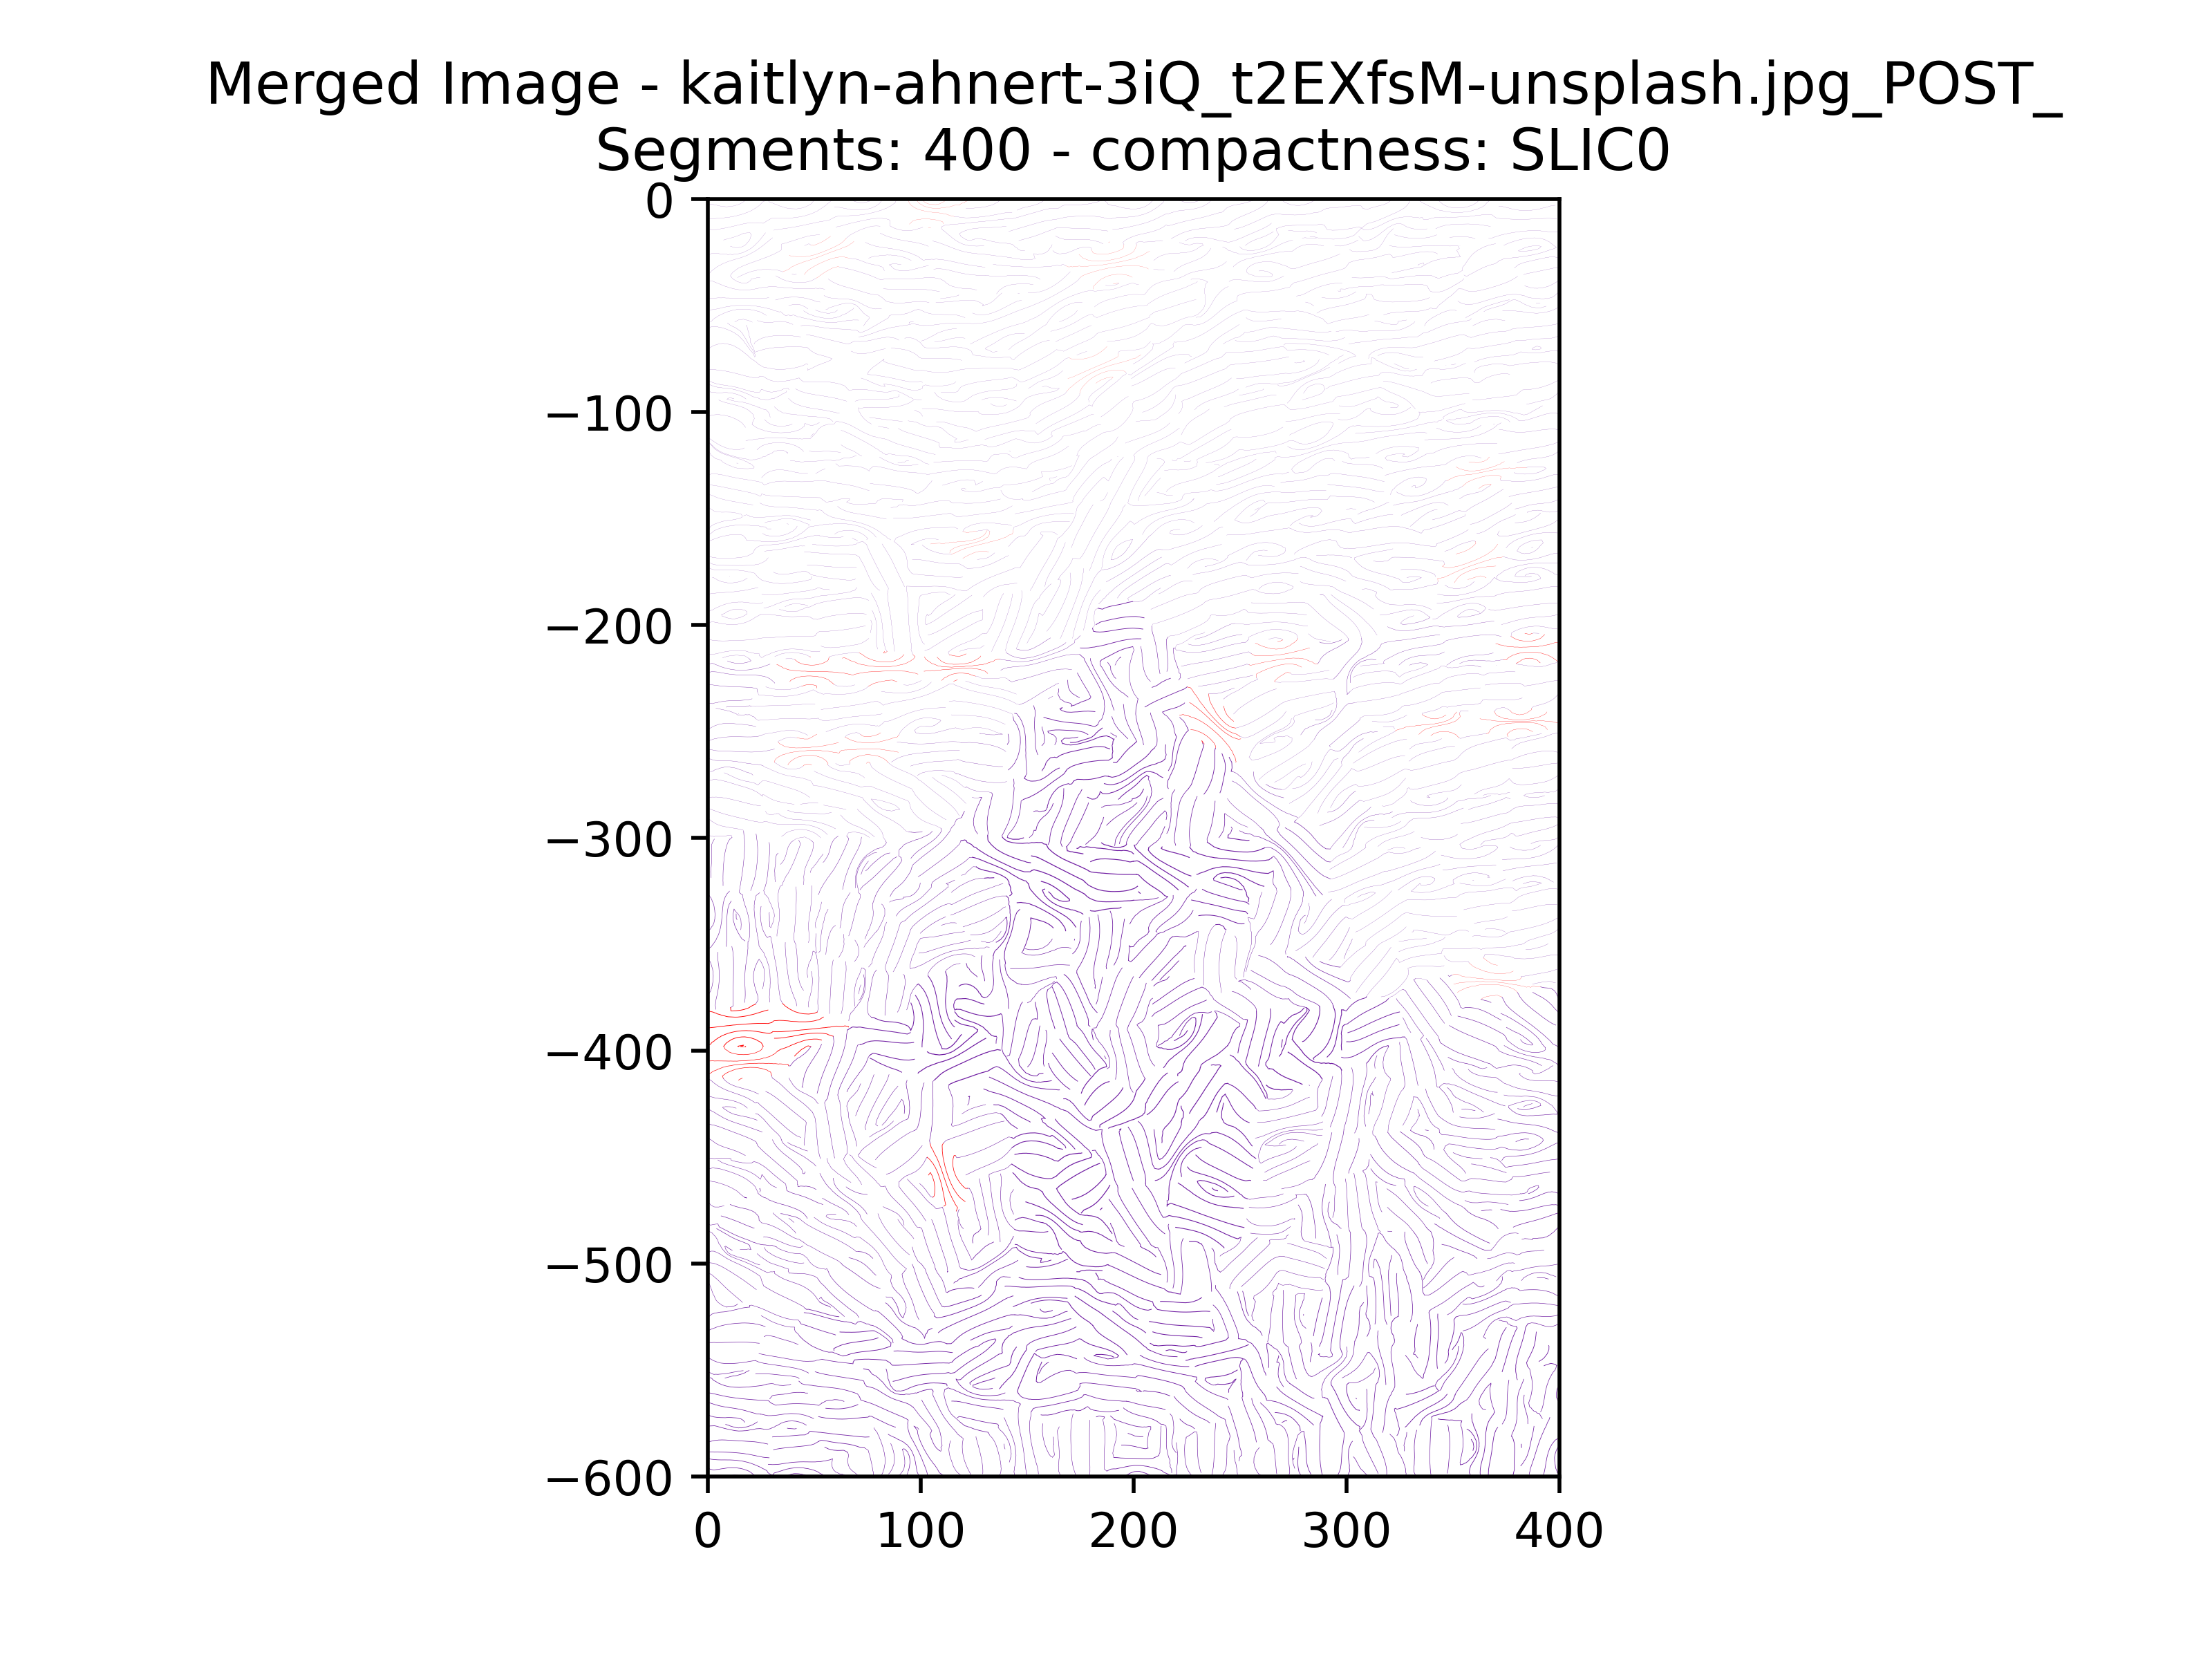 Merged Image - kaitlyn-ahnert-3iQ_t2EXfsM-unsplash.jpg_POST_
Segments: 400 - compactness: SLIC0
0
−100
−200
−300
−400
−500
−600
0 100 200 300 400